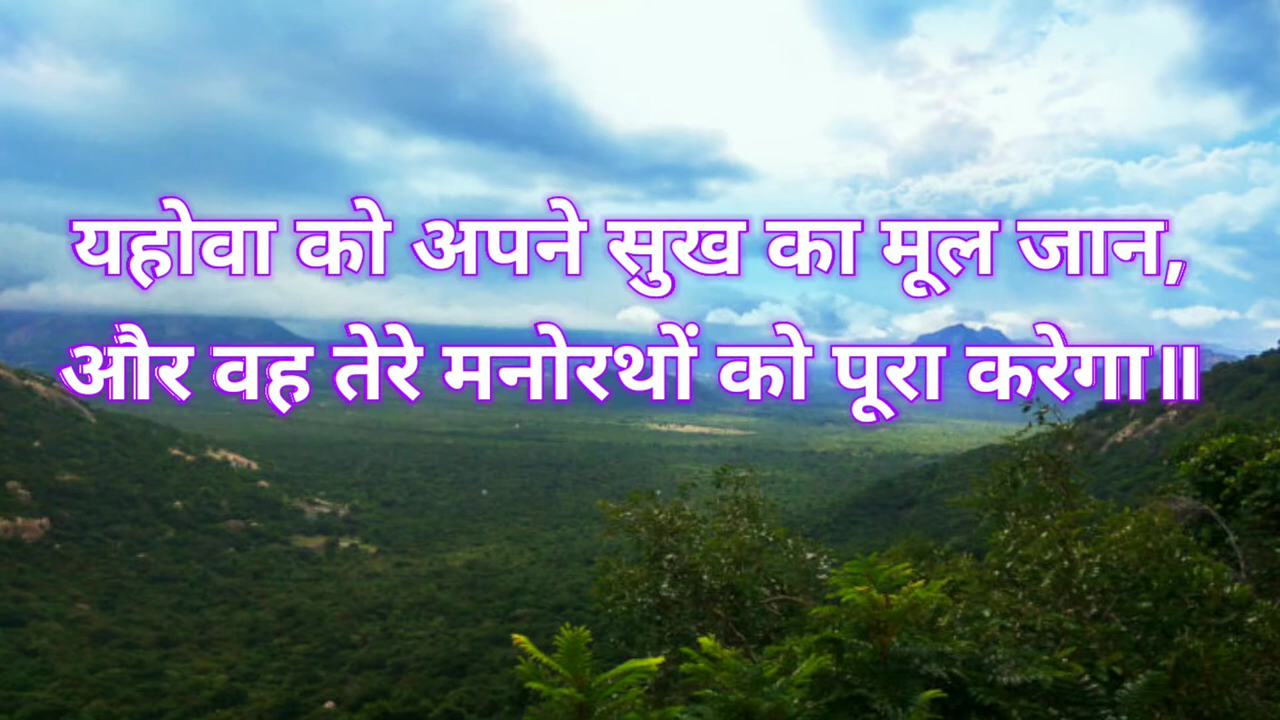 यहोवा को अपने सुख का मूल जान,
और वह तेरे मनोरथों को पूरा करेगा॥